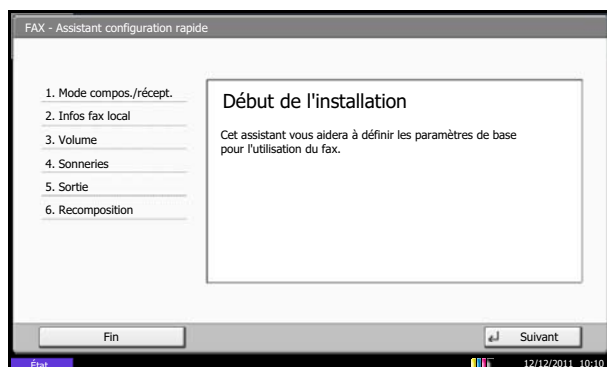 FAX - Assistant configuration rapide
1. Mode compos./récept.
2. Infos fax local
3. Volume
4. Sonneries
5. Sortie
6. Recomposition
Début de l'installation
Cet assistant vous aidera à définir les paramètres de base
pour l'utilisation du fax.
Fin
Suivant
État
12/12/2011 10:10